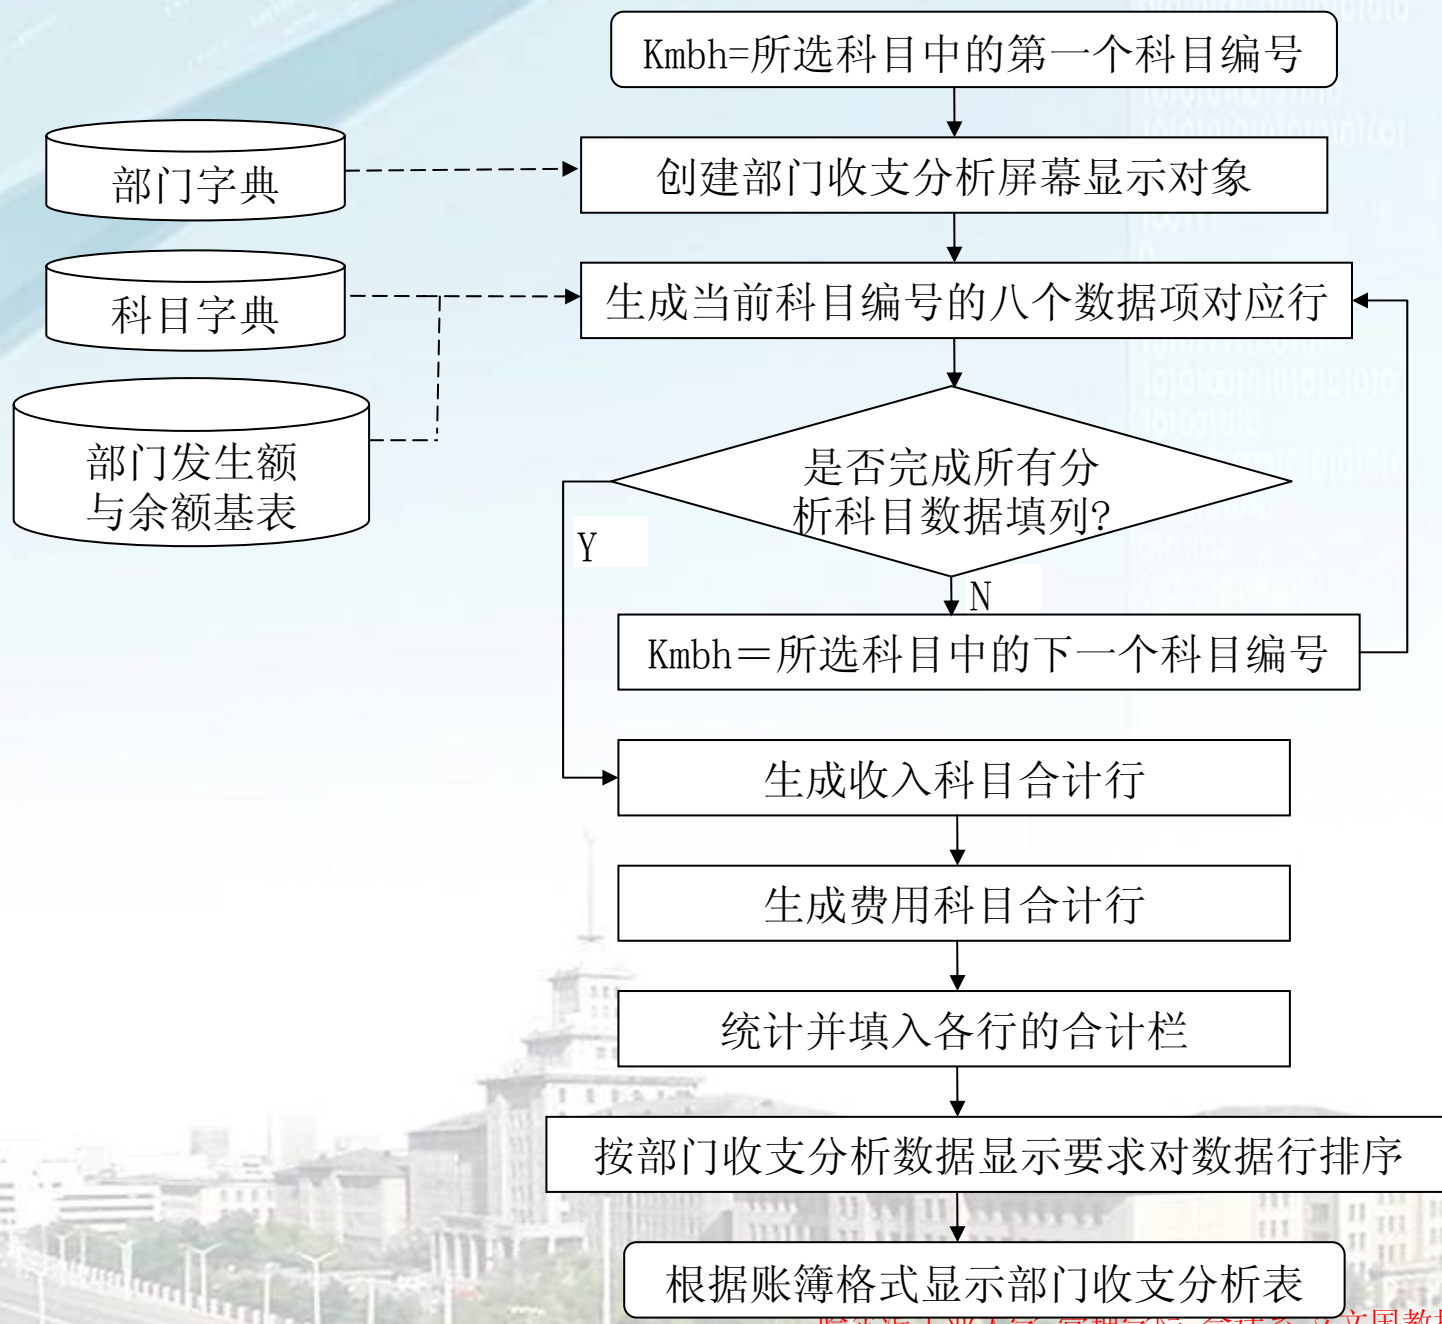 Kmbh=所选科目中的第一个科目编号
部门字典
创建部门收支分析屏幕显示对象
科目字典
生成当前科目编号的八个数据项对应行
部门发生额
与余额基表
是否完成所有分
析科目数据填列?
Y
N
Kmbh＝所选科目中的下一个科目编号
生成收入科目合计行
生成费用科目合计行
统计并填入各行的合计栏
按部门收支分析数据显示要求对数据行排序
根据账簿格式显示部门收支分析表